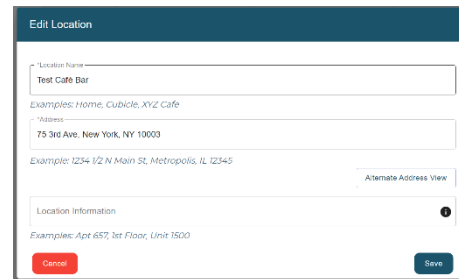 Edit Location
*Location Name
Test Café Bar
Examples: Home, Cubicle, XYZ Cafe
*Address
75 3rd Ave, New York, NY 10003
Example: 1234 1/2 N Main St, Metropolis, IL 12345
Alternate Address View
Location Information
Examples: Apt 657, 1st Floor, Unit 1500
Cancel
Save